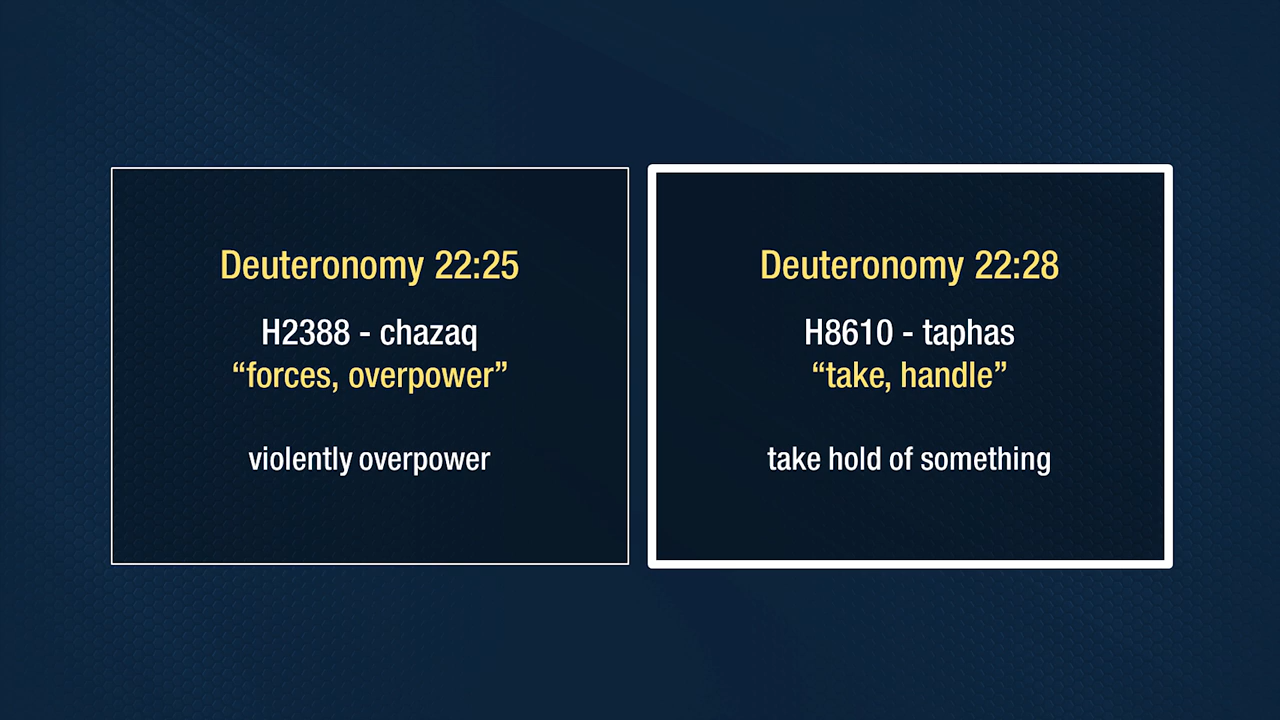 Deuteronomy 22:25
H2388 - chazaq
“forces, overpower”
violently overpower
Deuteronomy 22:28
H8610 - taphas
“take, handle”
take hold of something